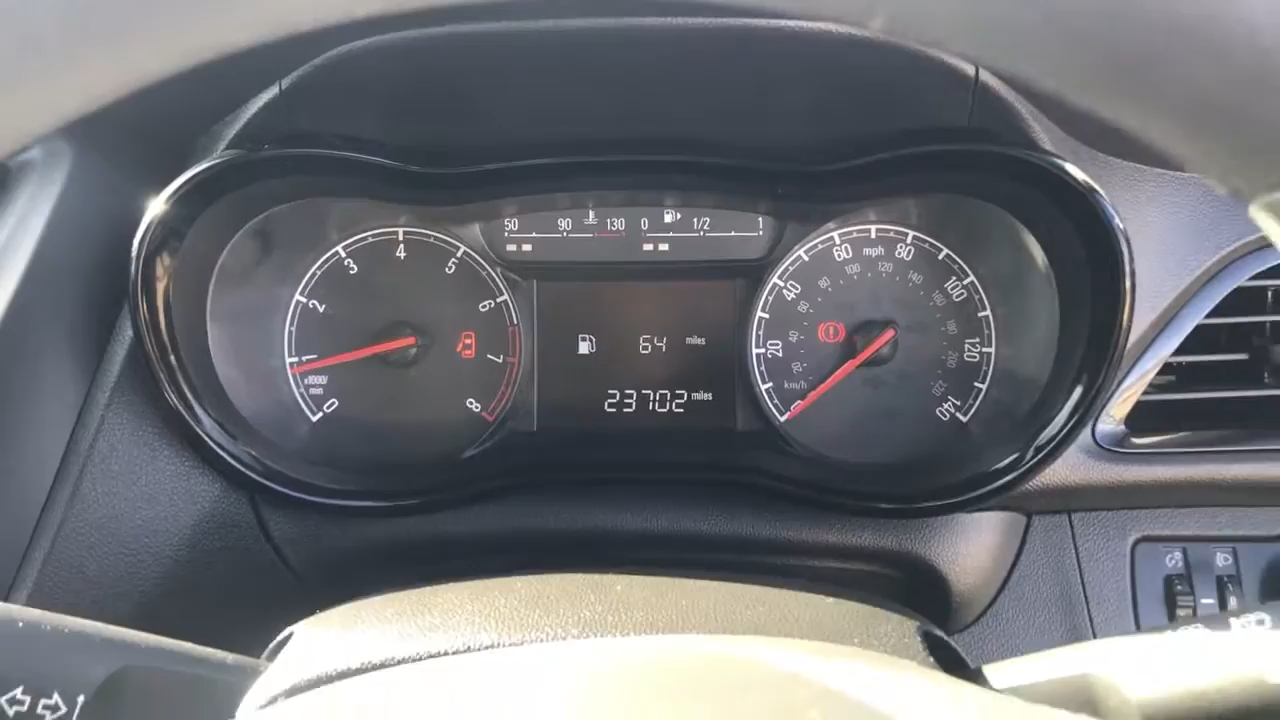 50 90 130
0 1/2 1
0 1 2 3 4 5 6 7 8
x1000/
min
64 miles
23702 miles
0 20 40 60 80 100 120 140
mph
20 40 60 80 100 120 140 160 180 200 220
km/h